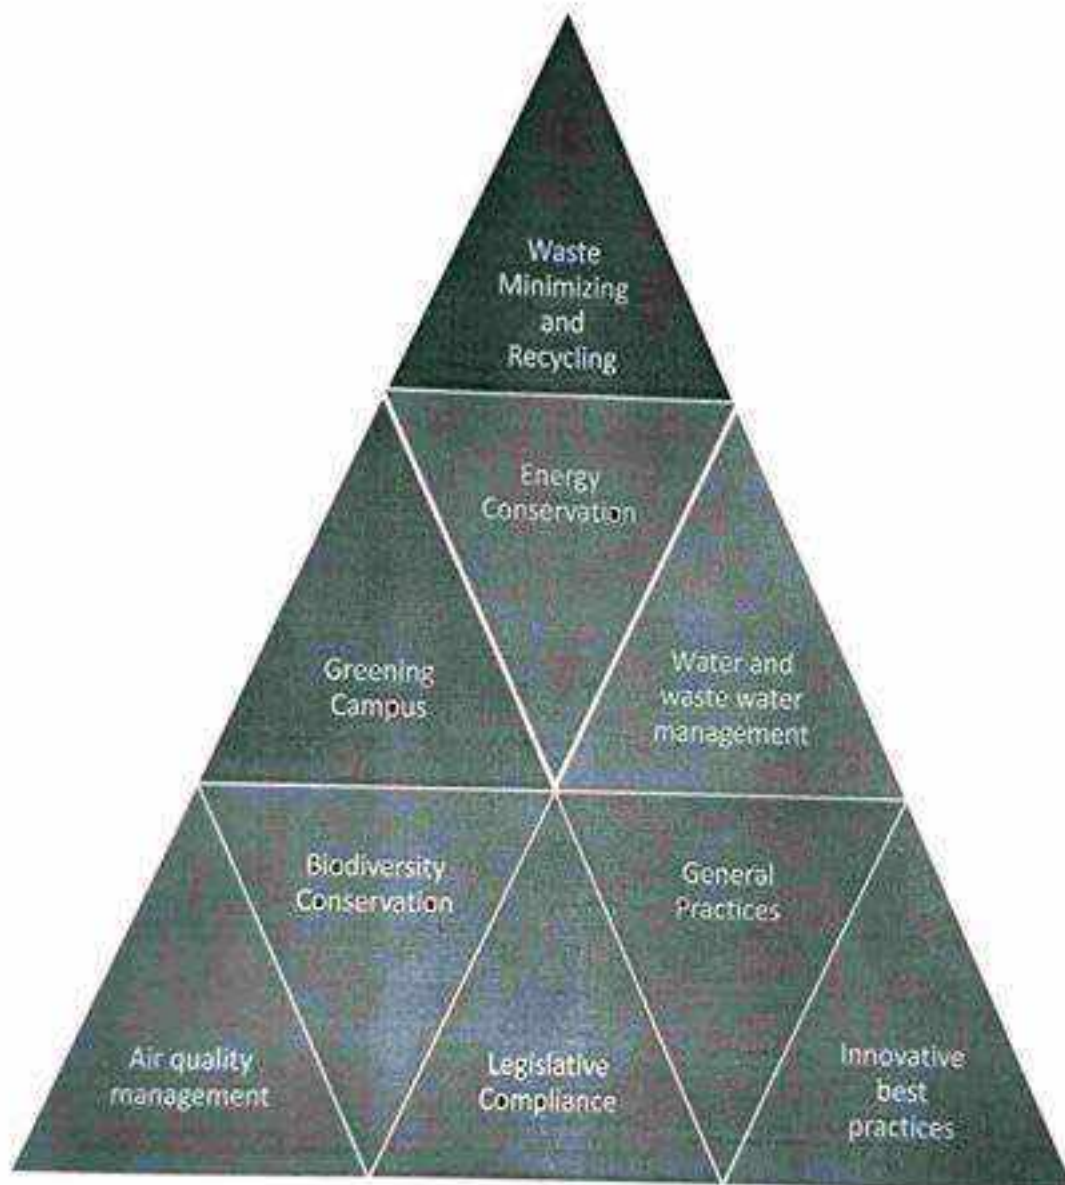 Waste
Minimizing
and
Recycling
Energy
Conservation
Greening
Campus
Water and
waste water
management
Biodiversity
Conservation
General
Practices
Air quality
management
Legislative
Compliance
Innovative
best
practices